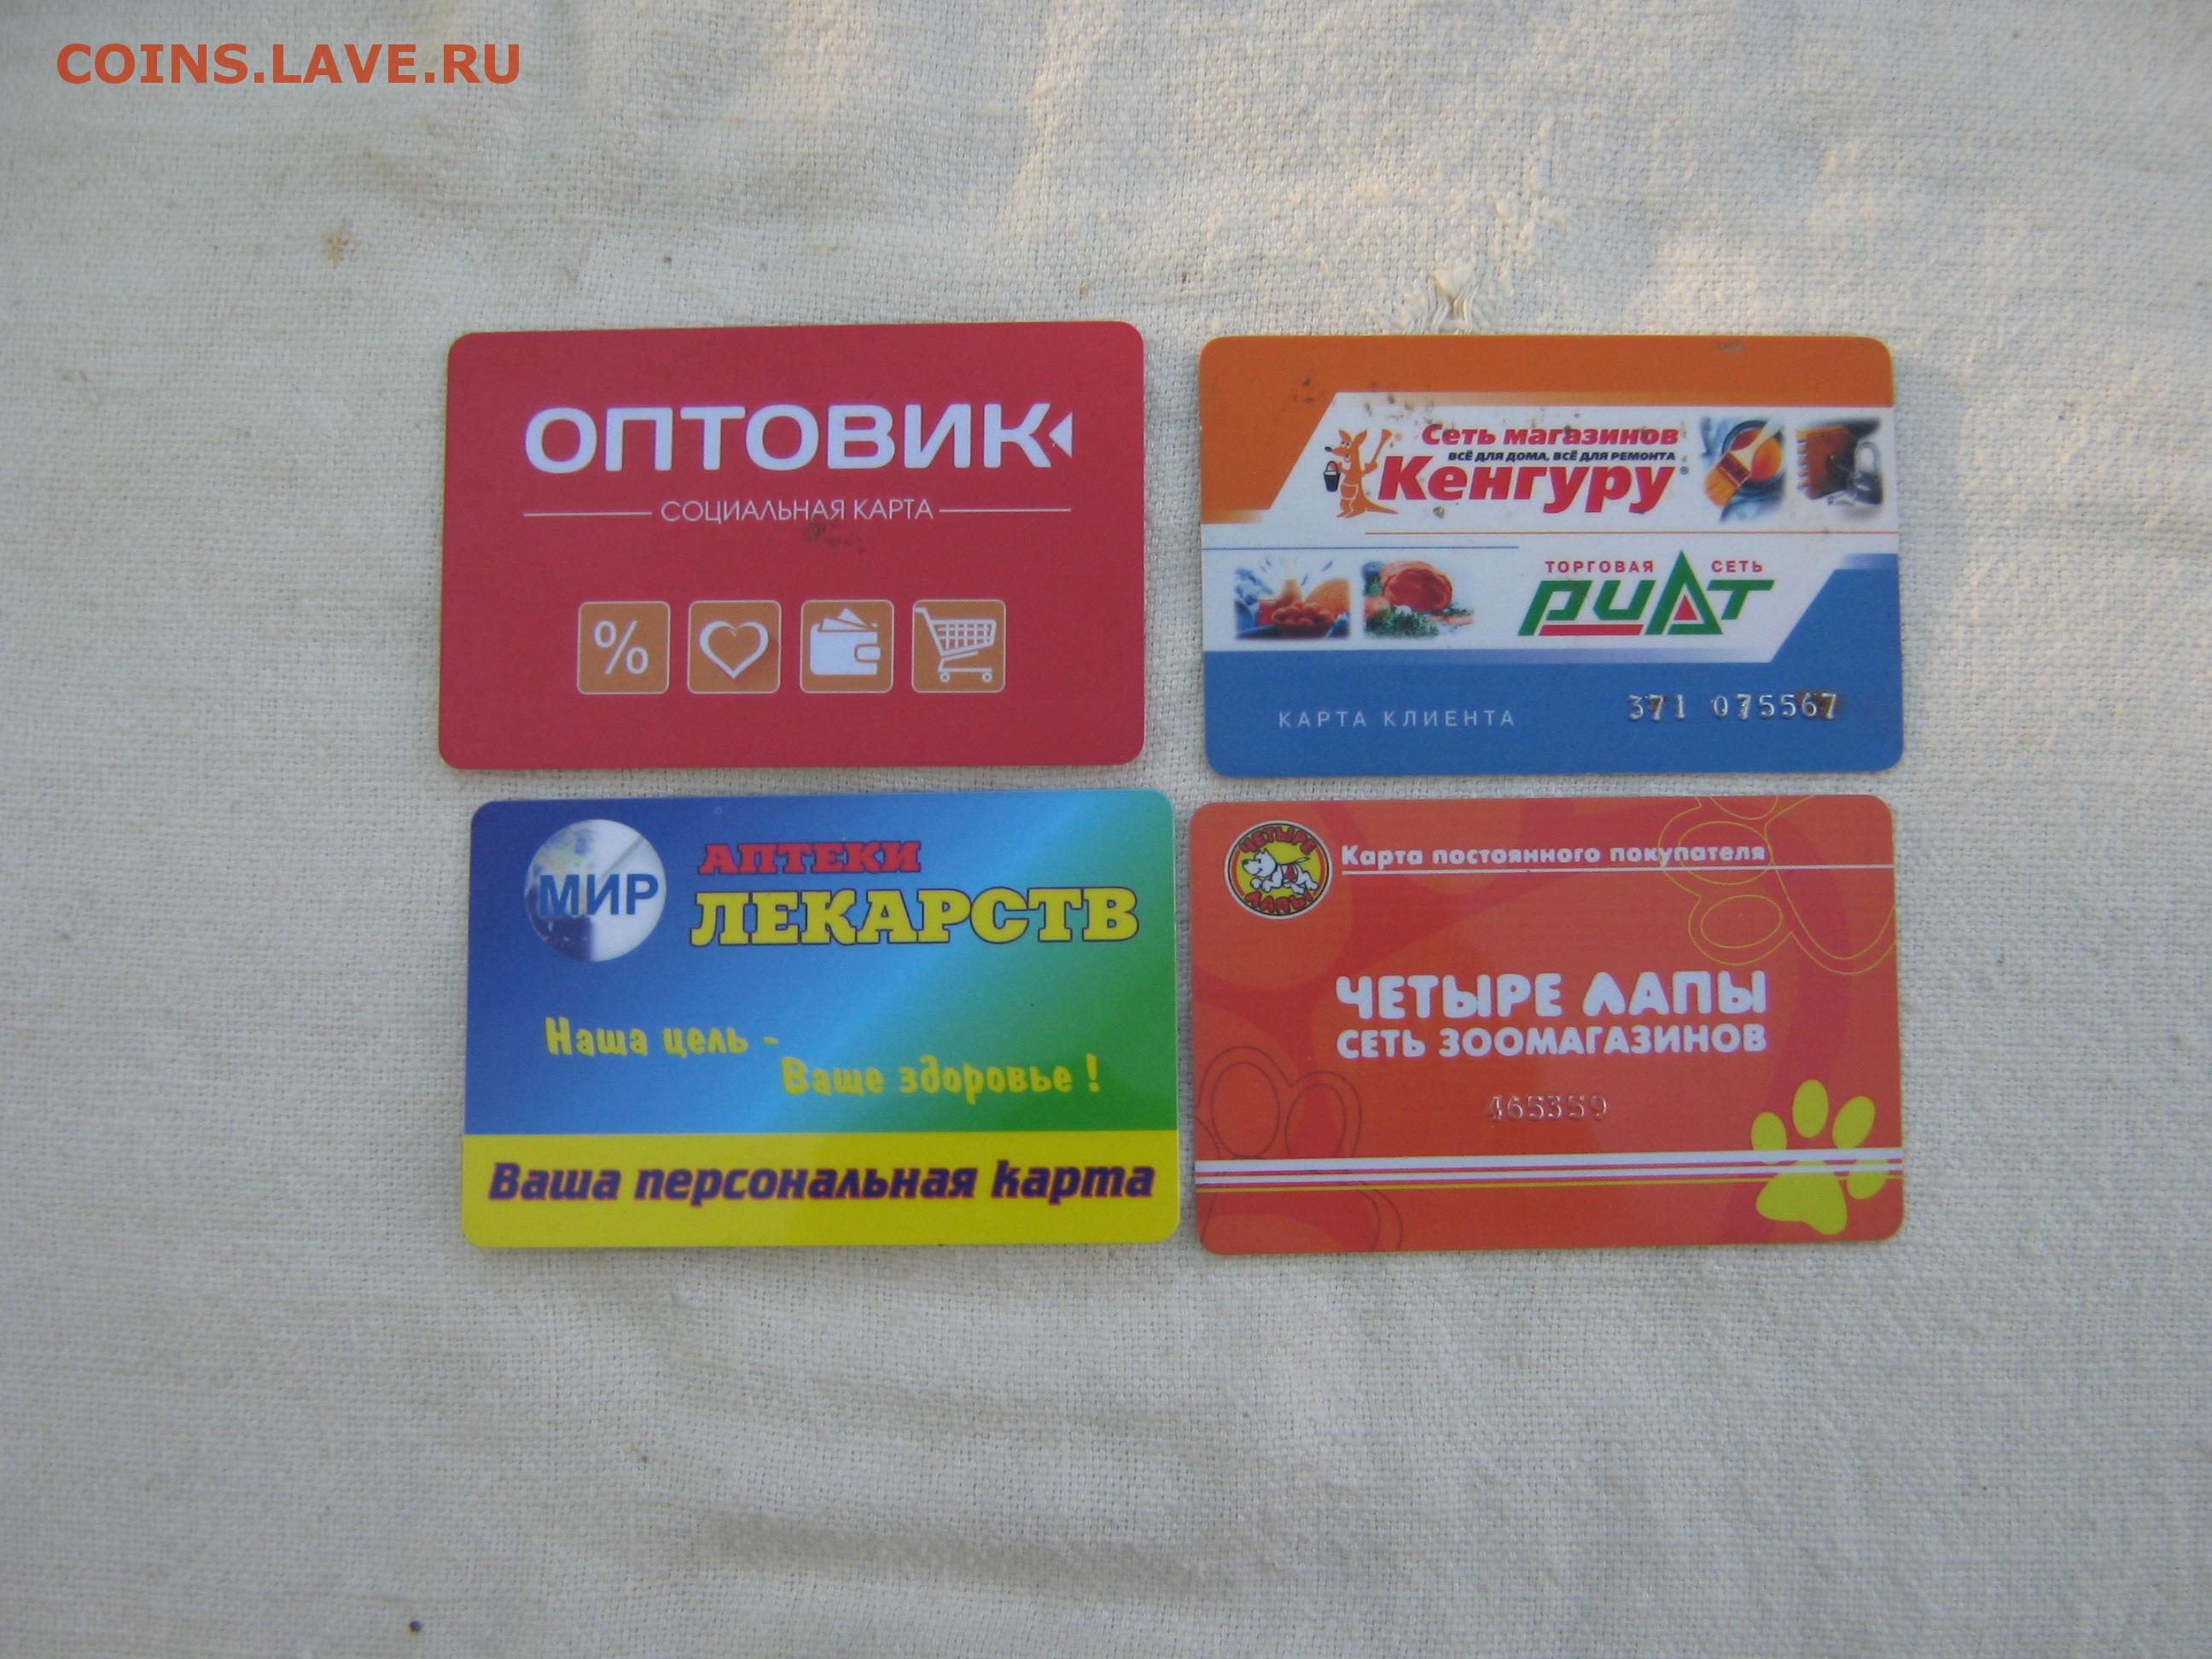 COINS.LAVE.RU
ОПТОВИК
СОЦИАЛЬНАЯ КАРТА
%
Сеть магазинов
ВСЁ ДЛЯ ДОМА, ВСЁ ДЛЯ РЕМОНТА
Кенгуру®
ТОРГОВАЯ СЕТЬ
РИАТ
КАРТА КЛИЕНТА
371 075567
МИР
АПТЕКИ
ЛЕКАРСТВ
Наша цель -
Ваше здоровье !
Ваша персональная карта
ЧЕТЫРЕ
ЛАПЫ
Карта постоянного покупателя
ЧЕТЫРЕ ЛАПЫ
СЕТЬ ЗООМАГАЗИНОВ
465359